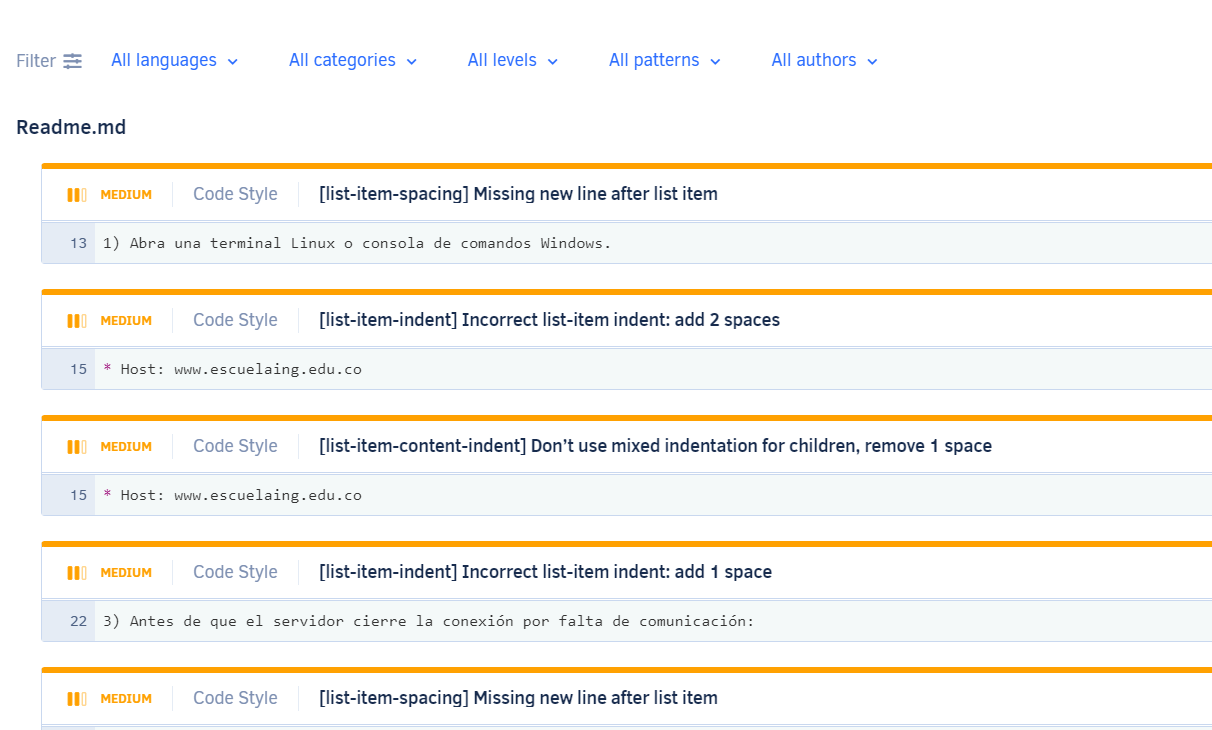 Filter All languages All categories All levels All patterns All authors
Readme.md
MEDIUM Code Style [list-item-spacing] Missing new line after list item
13 1) Abra una terminal Linux o consola de comandos Windows.
MEDIUM Code Style [list-item-indent] Incorrect list-item indent: add 2 spaces
15 * Host: www.escuelaing.edu.co
MEDIUM Code Style [list-item-content-indent] Don’t use mixed indentation for children, remove 1 space
15 * Host: www.escuelaing.edu.co
MEDIUM Code Style [list-item-indent] Incorrect list-item indent: add 1 space
22 3) Antes de que el servidor cierre la conexión por falta de comunicación:
MEDIUM Code Style [list-item-spacing] Missing new line after list item